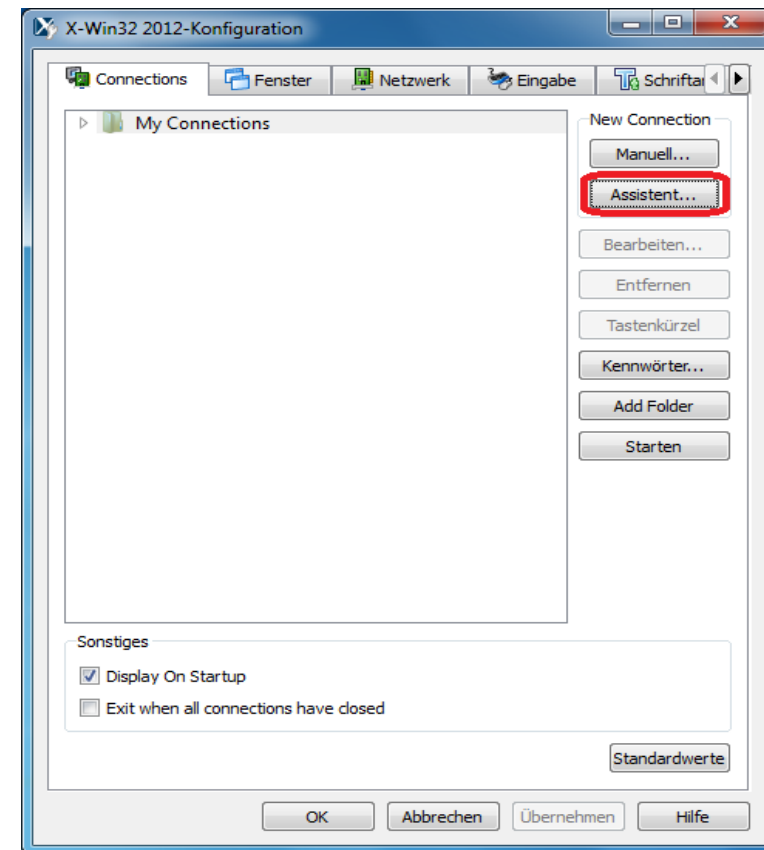 X-Win32 2012-Konfiguration
Connections
Fenster
Netzwerk
Eingabe
Schriftar
My Connections
New Connection
Manuell...
Assistent...
Bearbeiten...
Entfernen
Tastenkürzel
Kennwörter...
Add Folder
Starten
Sonstiges
Display On Startup
Exit when all connections have closed
Standardwerte
OK
Abbrechen
Übernehmen
Hilfe